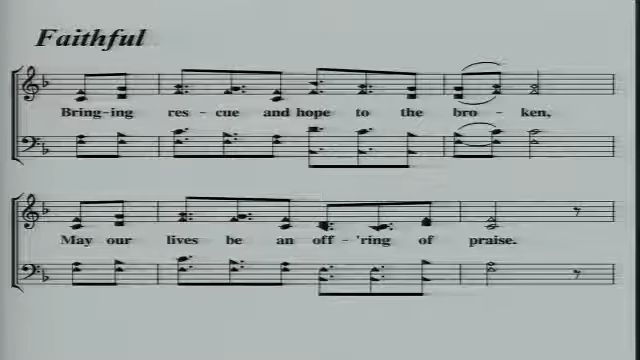 Faithful
Bring-ing res - cue and hope to the bro - ken,
May our lives be an off - 'ring of praise.